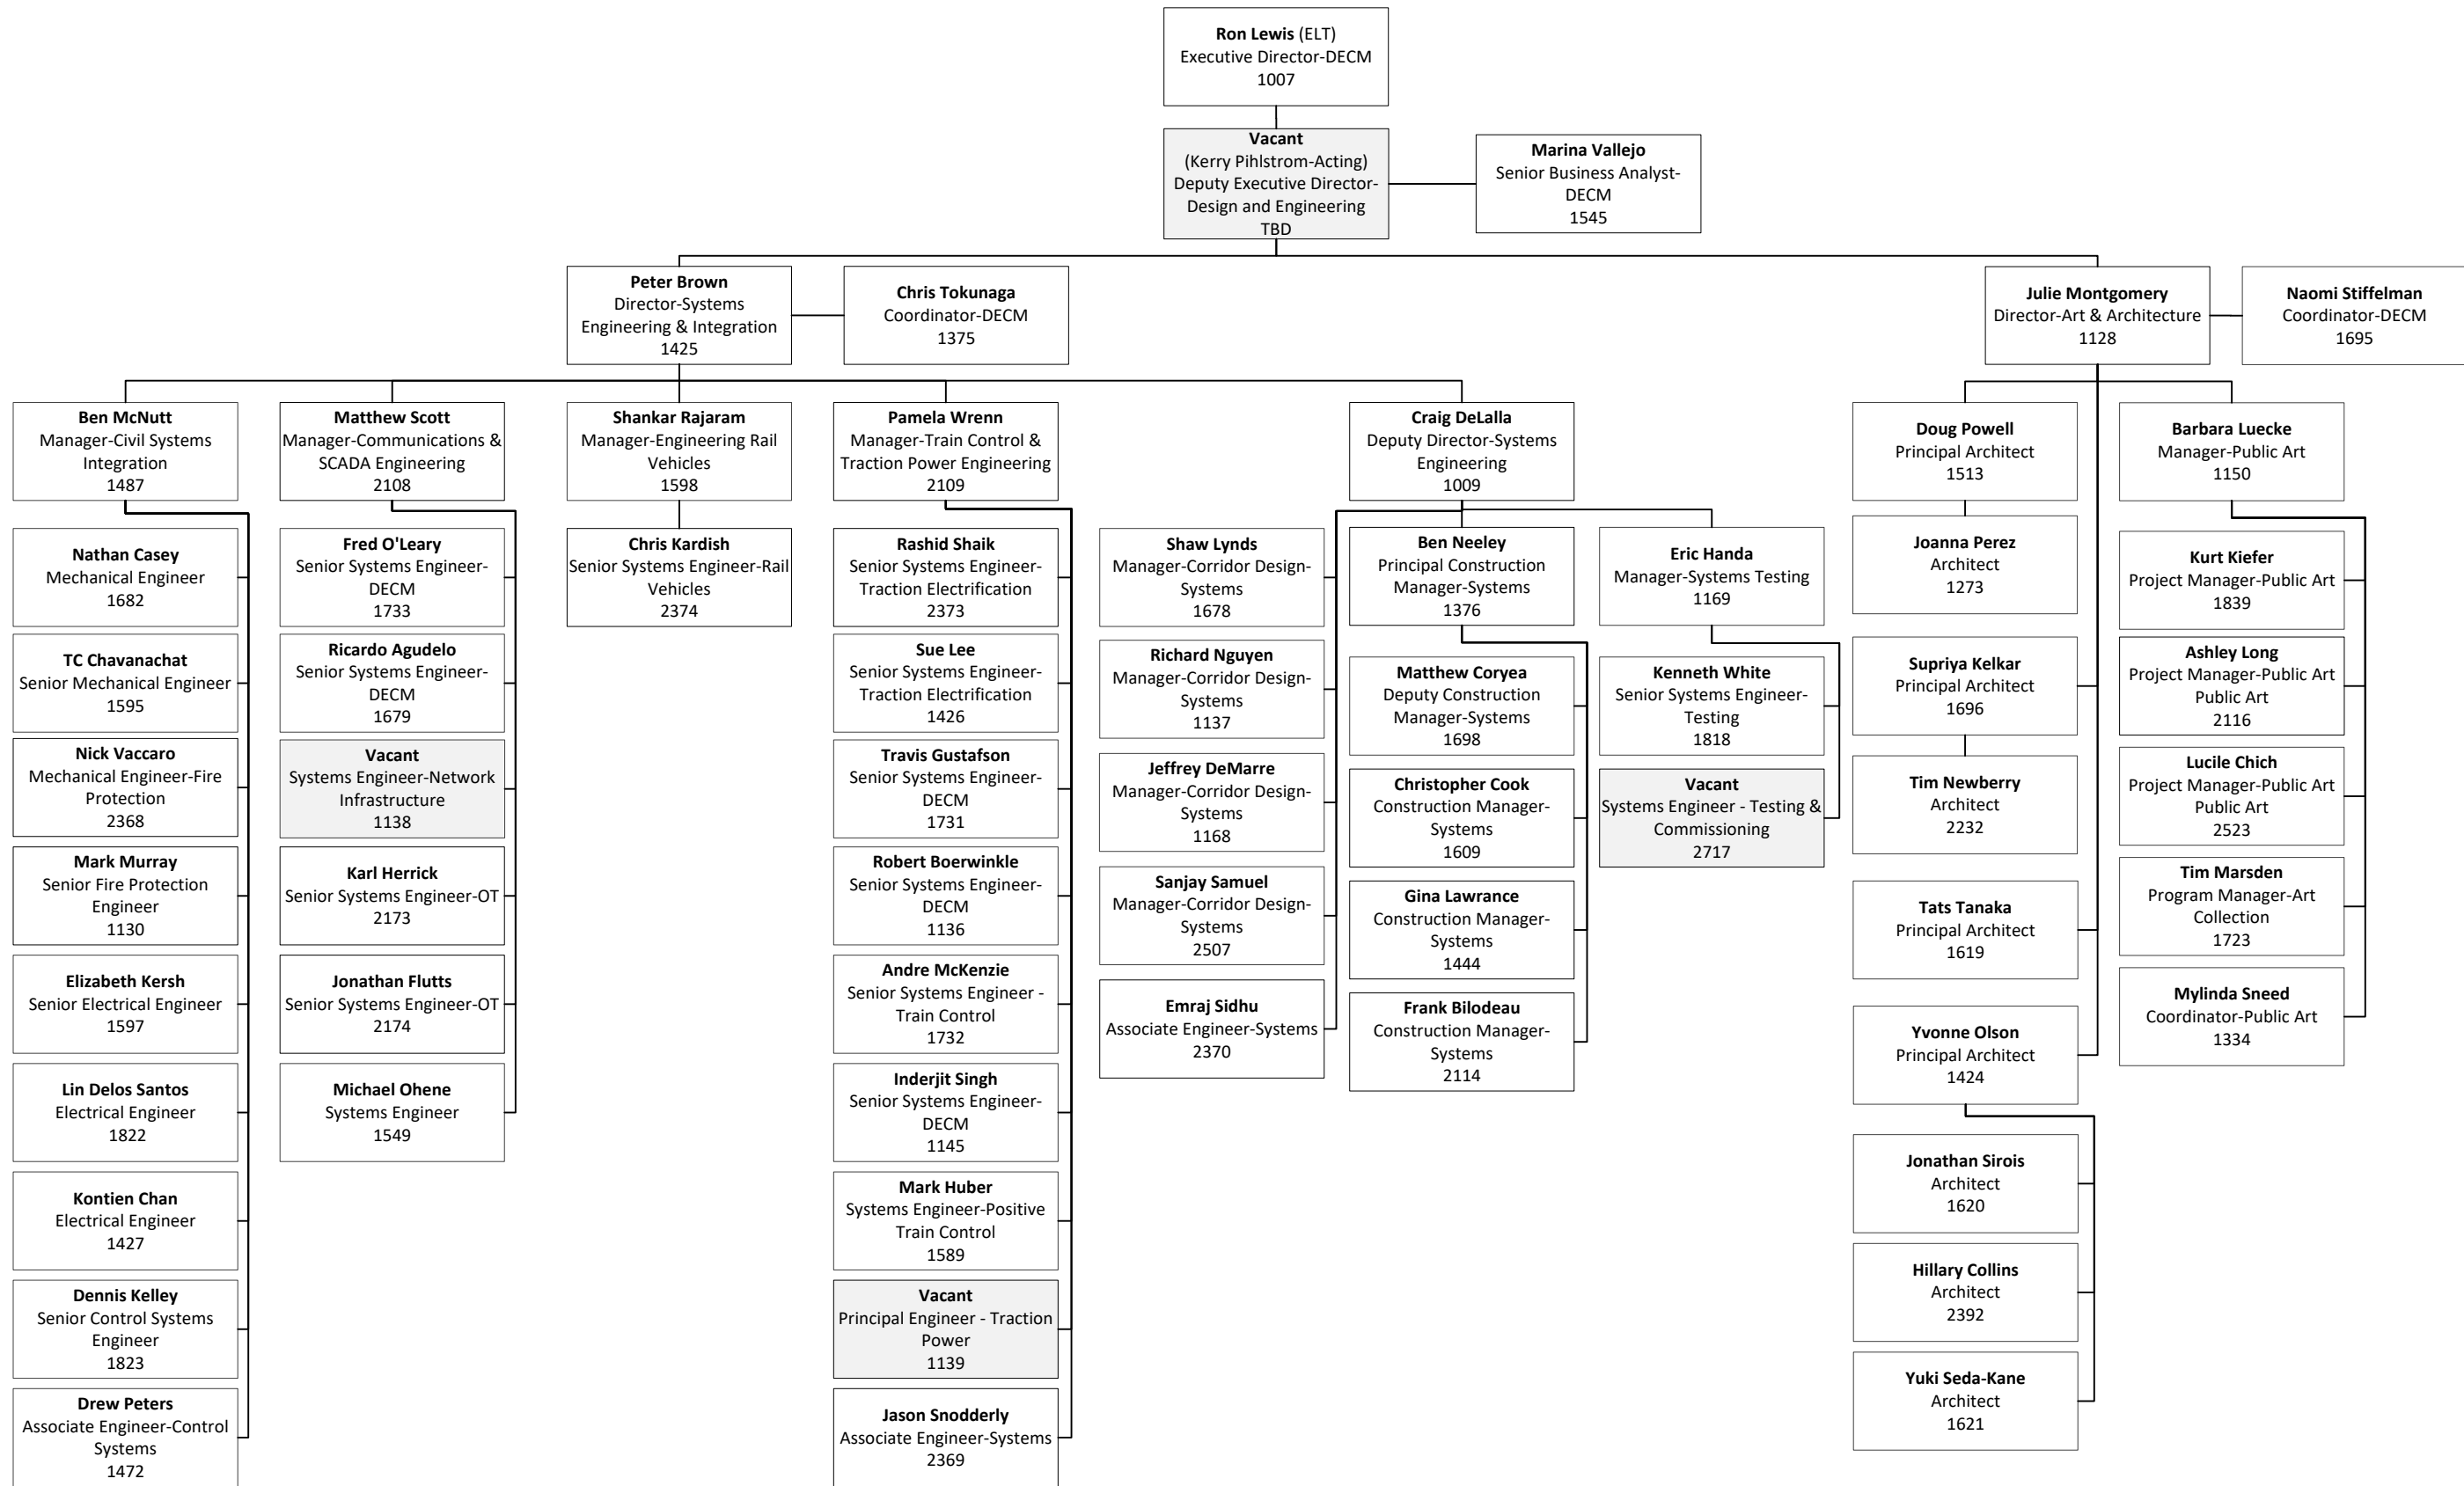 Ron Lewis (ELT)
Executive Director-DECM
1007
Vacant
(Kerry Pihlstrom-Acting)
Deputy Executive Director-
Design and Engineering
TBD
Marina Vallejo
Senior Business Analyst-
DECM
1545
Peter Brown
Director-Systems
Engineering & Integration
1425
Chris Tokunaga
Coordinator-DECM
1375
Julie Montgomery
Director-Art & Architecture
1128
Naomi Stiffelman
Coordinator-DECM
1695
Ben McNutt
Manager-Civil Systems
Integration
1487
Nathan Casey
Mechanical Engineer
1682
TC Chavanachat
Senior Mechanical Engineer
1595
Nick Vaccaro
Mechanical Engineer-Fire
Protection
2368
Mark Murray
Senior Fire Protection
Engineer
1130
Elizabeth Kersh
Senior Electrical Engineer
1597
Lin Delos Santos
Electrical Engineer
1822
Kontien Chan
Electrical Engineer
1427
Dennis Kelley
Senior Control Systems
Engineer
1823
Drew Peters
Associate Engineer-Control
Systems
1472
Matthew Scott
Manager-Communications &
SCADA Engineering
2108
Fred O'Leary
Senior Systems Engineer-
DECM
1733
Ricardo Agudelo
Senior Systems Engineer-
DECM
1679
Vacant
Systems Engineer-Network
Infrastructure
1138
Karl Herrick
Senior Systems Engineer-OT
2173
Jonathan Flutts
Senior Systems Engineer-OT
2174
Michael Ohene
Systems Engineer
1549
Shankar Rajaram
Manager-Engineering Rail
Vehicles
1598
Chris Kardish
Senior Systems Engineer-Rail
Vehicles
2374
Pamela Wrenn
Manager-Train Control &
Traction Power Engineering
2109
Rashid Shaik
Senior Systems Engineer-
Traction Electrification
2373
Sue Lee
Senior Systems Engineer-
Traction Electrification
1426
Travis Gustafson
Senior Systems Engineer-
DECM
1731
Robert Boerwinkle
Senior Systems Engineer-
DECM
1136
Andre McKenzie
Senior Systems Engineer -
Train Control
1732
Inderjit Singh
Senior Systems Engineer-
DECM
1145
Mark Huber
Systems Engineer-Positive
Train Control
1589
Vacant
Principal Engineer - Traction
Power
1139
Jason Snodderly
Associate Engineer-Systems
2369
Craig DeLalla
Deputy Director-Systems
Engineering
1009
Shaw Lynds
Manager-Corridor Design-
Systems
1678
Richard Nguyen
Manager-Corridor Design-
Systems
1137
Jeffrey DeMarre
Manager-Corridor Design-
Systems
1168
Sanjay Samuel
Manager-Corridor Design-
Systems
2507
Emraj Sidhu
Associate Engineer-Systems
2370
Ben Neeley
Principal Construction
Manager-Systems
1376
Matthew Coryea
Deputy Construction
Manager-Systems
1698
Christopher Cook
Construction Manager-
Systems
1609
Gina Lawrance
Construction Manager-
Systems
1444
Frank Bilodeau
Construction Manager-
Systems
2114
Eric Handa
Manager-Systems Testing
1169
Kenneth White
Senior Systems Engineer-
Testing
1818
Vacant
Systems Engineer - Testing &
Commissioning
2717
Doug Powell
Principal Architect
1513
Joanna Perez
Architect
1273
Supriya Kelkar
Principal Architect
1696
Tim Newberry
Architect
2232
Tats Tanaka
Principal Architect
1619
Yvonne Olson
Principal Architect
1424
Jonathan Sirois
Architect
1620
Hillary Collins
Architect
2392
Yuki Seda-Kane
Architect
1621
Barbara Luecke
Manager-Public Art
1150
Kurt Kiefer
Project Manager-Public Art
1839
Ashley Long
Project Manager-Public Art
Public Art
2116
Lucile Chich
Project Manager-Public Art
Public Art
2523
Tim Marsden
Program Manager-Art
Collection
1723
Mylinda Sneed
Coordinator-Public Art
1334